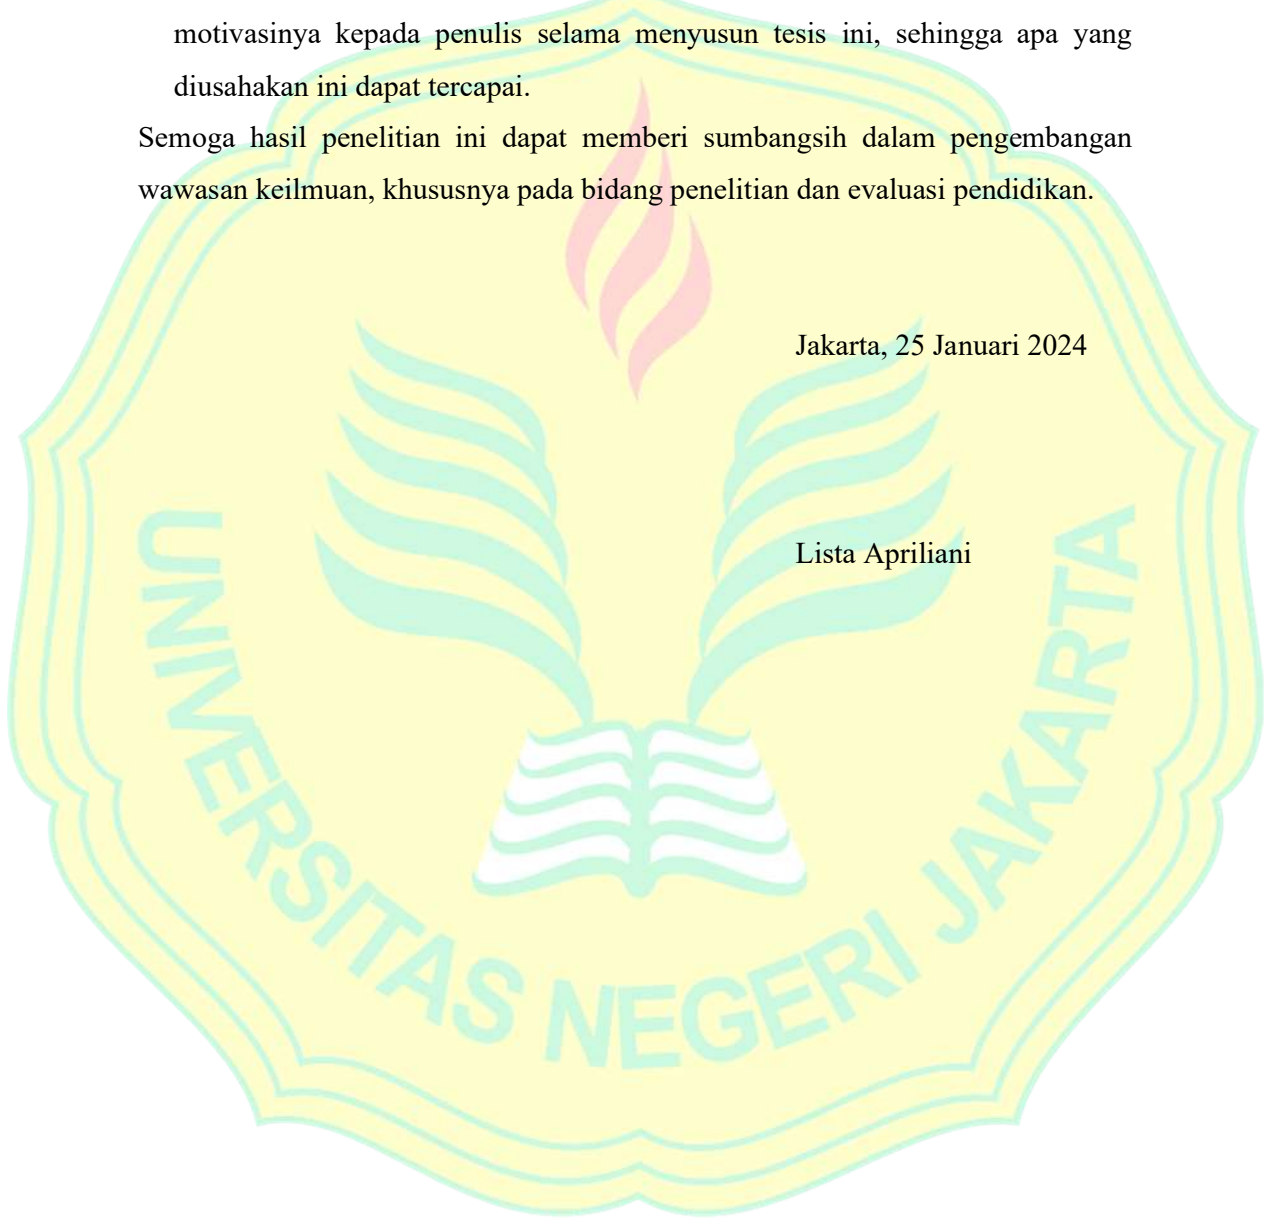 motivasinya kepada penulis selama menyusun tesis ini, sehingga apa yang
diusahakan ini dapat tercapai.
Semoga hasil penelitian ini dapat memberi sumbangsih dalam pengembangan
wawasan keilmuan, khususnya pada bidang penelitian dan evaluasi pendidikan.
Jakarta, 25 Januari 2024
Lista Apriliani
UNIVERSITAS NEGERI JAKARTA